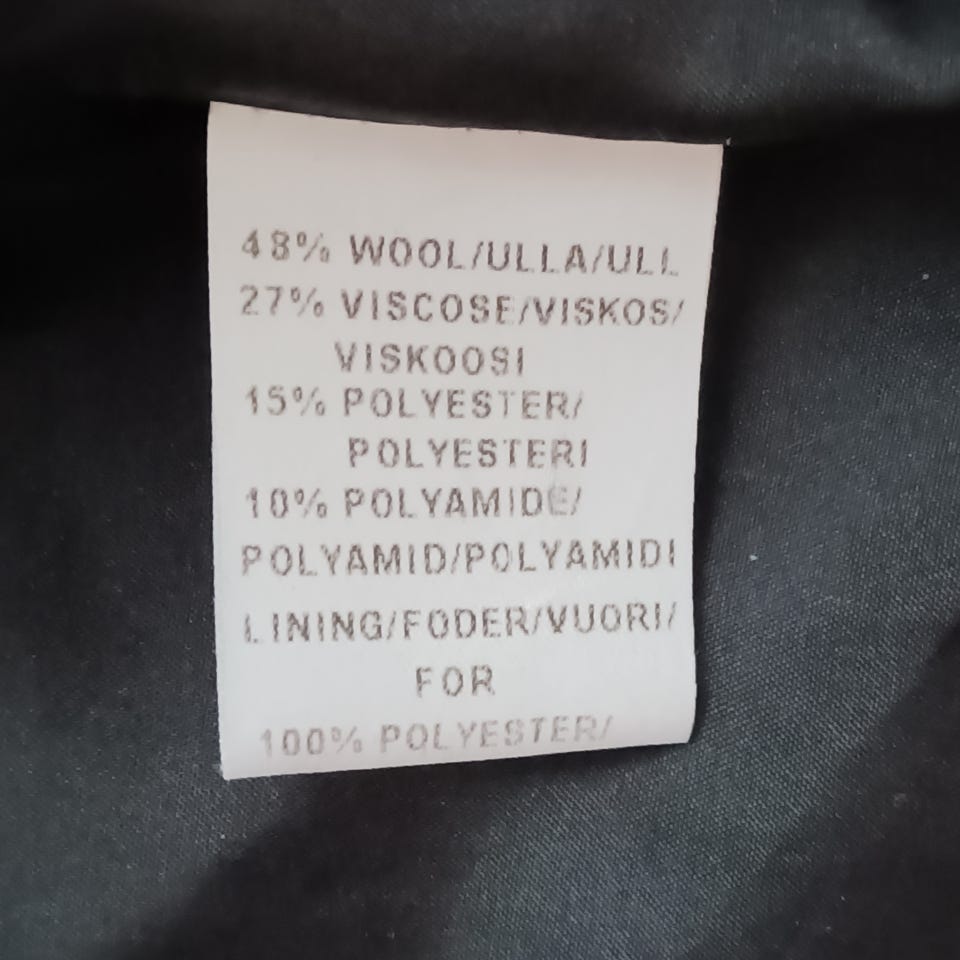 48% WOOL/ULLA/ULL
27% VISCOSE/VISKOS/
VISKOOSI
15% POLYESTER/
POLYESTERI
10% POLYAMIDE/
POLYAMID/POLYAMIDI
LINING/FODER/VUORI/
FOR
100% POLYESTER/